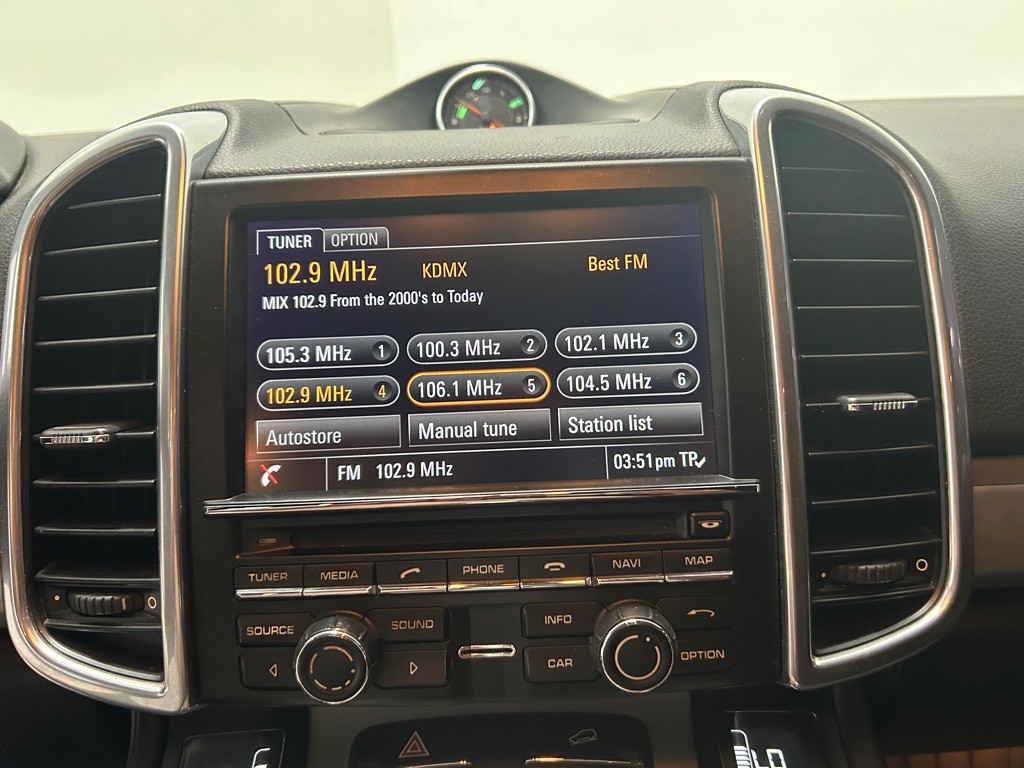 TUNER OPTION
102.9 MHz KDMX Best FM
MIX 102.9 From the 2000's to Today
105.3 MHz 1 100.3 MHz 2 102.1 MHz 3
102.9 MHz 4 106.1 MHz 5 104.5 MHz 6
Autostore Manual tune Station list
FM 102.9 MHz 03:51 pm TP
TUNER MEDIA PHONE NAVI MAP
SOURCE SOUND INFO
CAR OPTION
LO